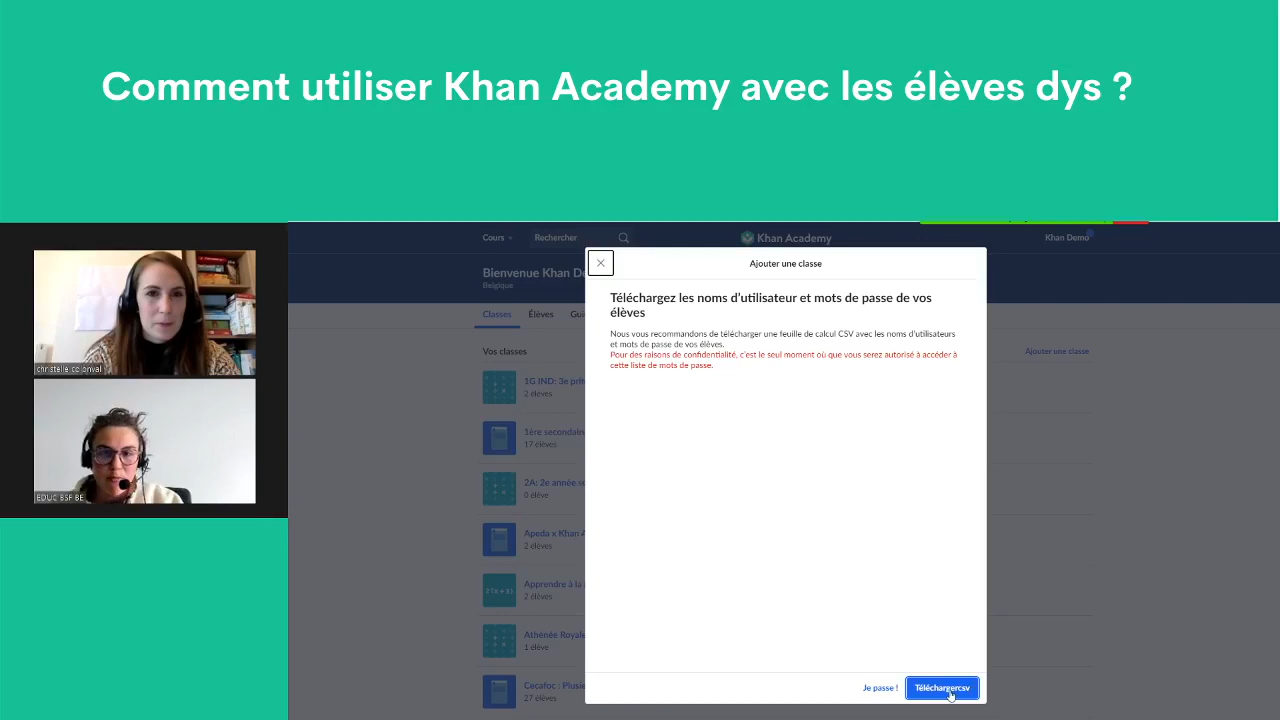 Comment utiliser Khan Academy avec les élèves dys ?
christelle colonval
EDUC BSF BE
Cours
Rechercher
Khan Academy
Khan Demo
Bienvenue Khan De
Belgique
Classes
Élèves
Gui
Vos classes
Ajouter une classe
1G IND: 3e prim
2 élèves
1ère secondair
17 élèves
2A: 2e année
0 élève
Apeda x Khan A
2 élèves
Apprendre à la
2 élèves
Athénée Royale
1 élève
Cecafoc : Plusie
27 élèves
Ajouter une classe
Téléchargez les noms d'utilisateur et mots de passe de vos
élèves
Nous vous recommandons de télécharger une feuille de calcul CSV avec les noms d'utilisateurs
et mots de passe de vos élèves.
Pour des raisons de confidentialité, c'est le seul moment où que vous serez autorisé à accéder à
cette liste de mots de passe.
Je passe !
Téléchargercsv